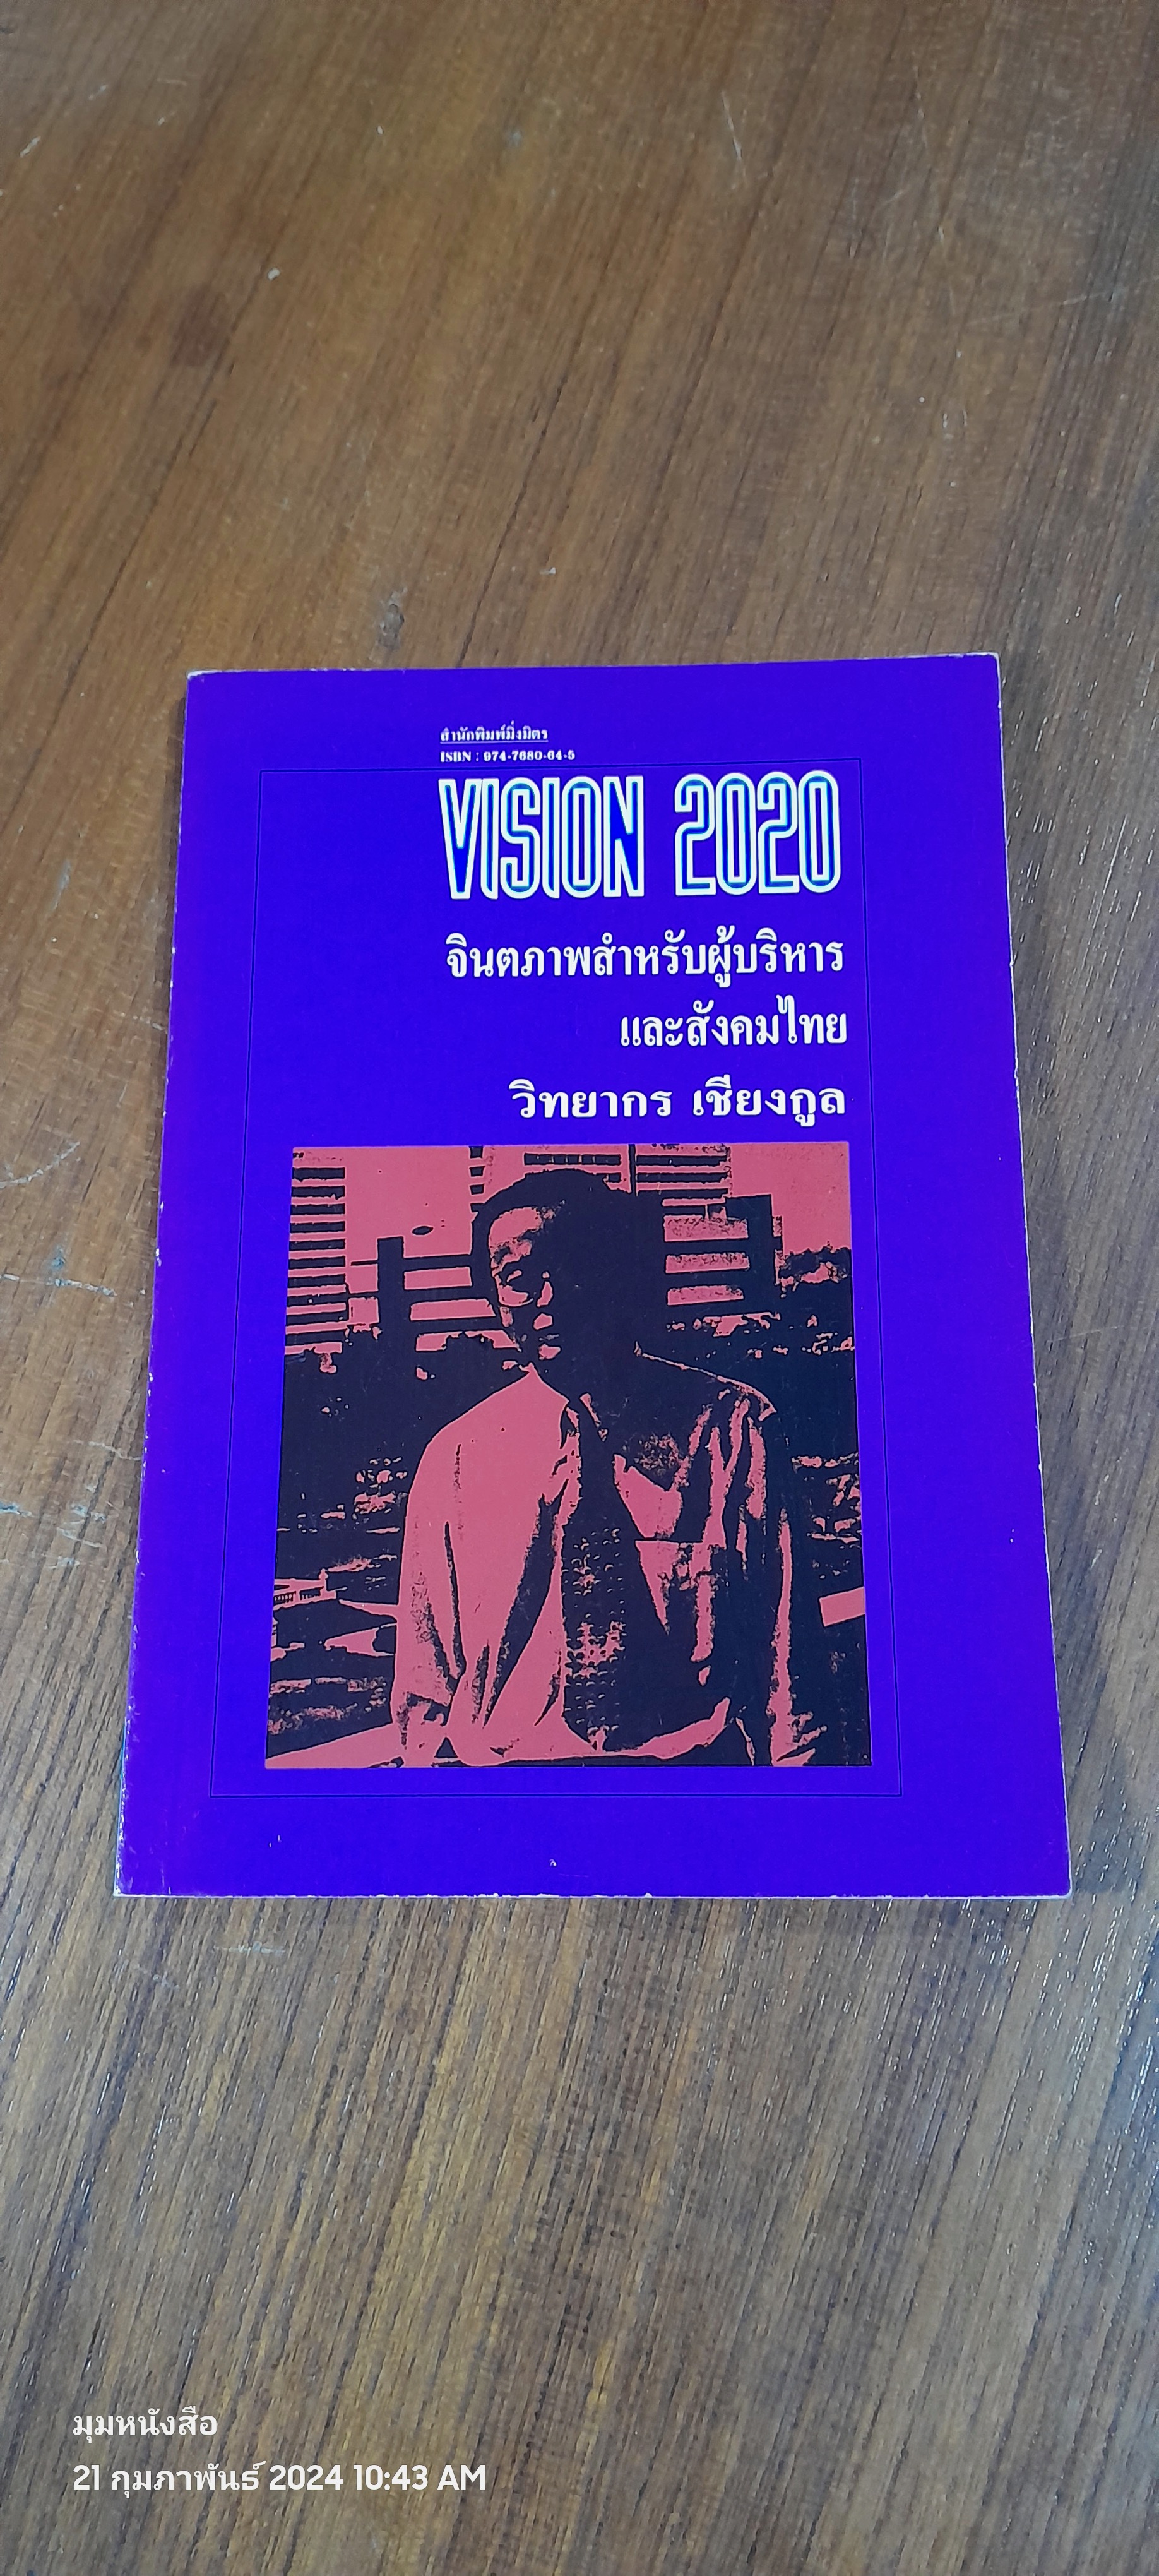 สำนักพิมพ์มิ่งมิตร
ISBN : 974-7680-64-5
VISION 2020
จินตภาพสำหรับผู้บริหาร
และสังคมไทย
วิทยากร เชียงกูล
มุมหนังสือ
21 กุมภาพันธ์ 2024 10:43 AM